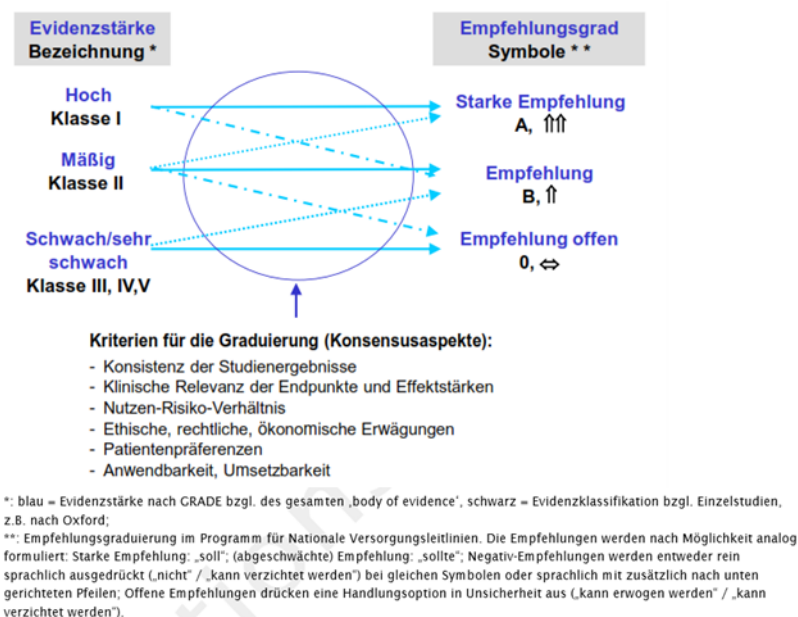 Evidenzstärke
Bezeichnung *
Empfehlungsgrad
Symbole * *
Hoch
Klasse I
Starke Empfehlung
A, ⇑⇑
Mäßig
Klasse II
Empfehlung
B, ⇑
Schwach/sehr
schwach
Klasse III, IV,V
Empfehlung offen
0, ⇔
Kriterien für die Graduierung (Konsensusaspekte):
- Konsistenz der Studienergebnisse
- Klinische Relevanz der Endpunkte und Effektstärken
- Nutzen-Risiko-Verhältnis
- Ethische, rechtliche, ökonomische Erwägungen
- Patientenpräferenzen
- Anwendbarkeit, Umsetzbarkeit
*: blau = Evidenzstärke nach GRADE bzgl. des gesamten ‚body of evidence‘, schwarz = Evidenzklassifikation bzgl. Einzelstudien,
z.B. nach Oxford;
**: Empfehlungsgraduierung im Programm für Nationale Versorgungsleitlinien. Die Empfehlungen werden nach Möglichkeit analog
formuliert: Starke Empfehlung: „soll“; (abgeschwächte) Empfehlung: „sollte“; Negativ-Empfehlungen werden entweder rein
sprachlich ausgedrückt („nicht“ / „kann verzichtet werden“) bei gleichen Symbolen oder sprachlich mit zusätzlich nach unten
gerichteten Pfeilen; Offene Empfehlungen drücken eine Handlungsoption in Unsicherheit aus („kann erwogen werden“ / „kann
verzichtet werden“).